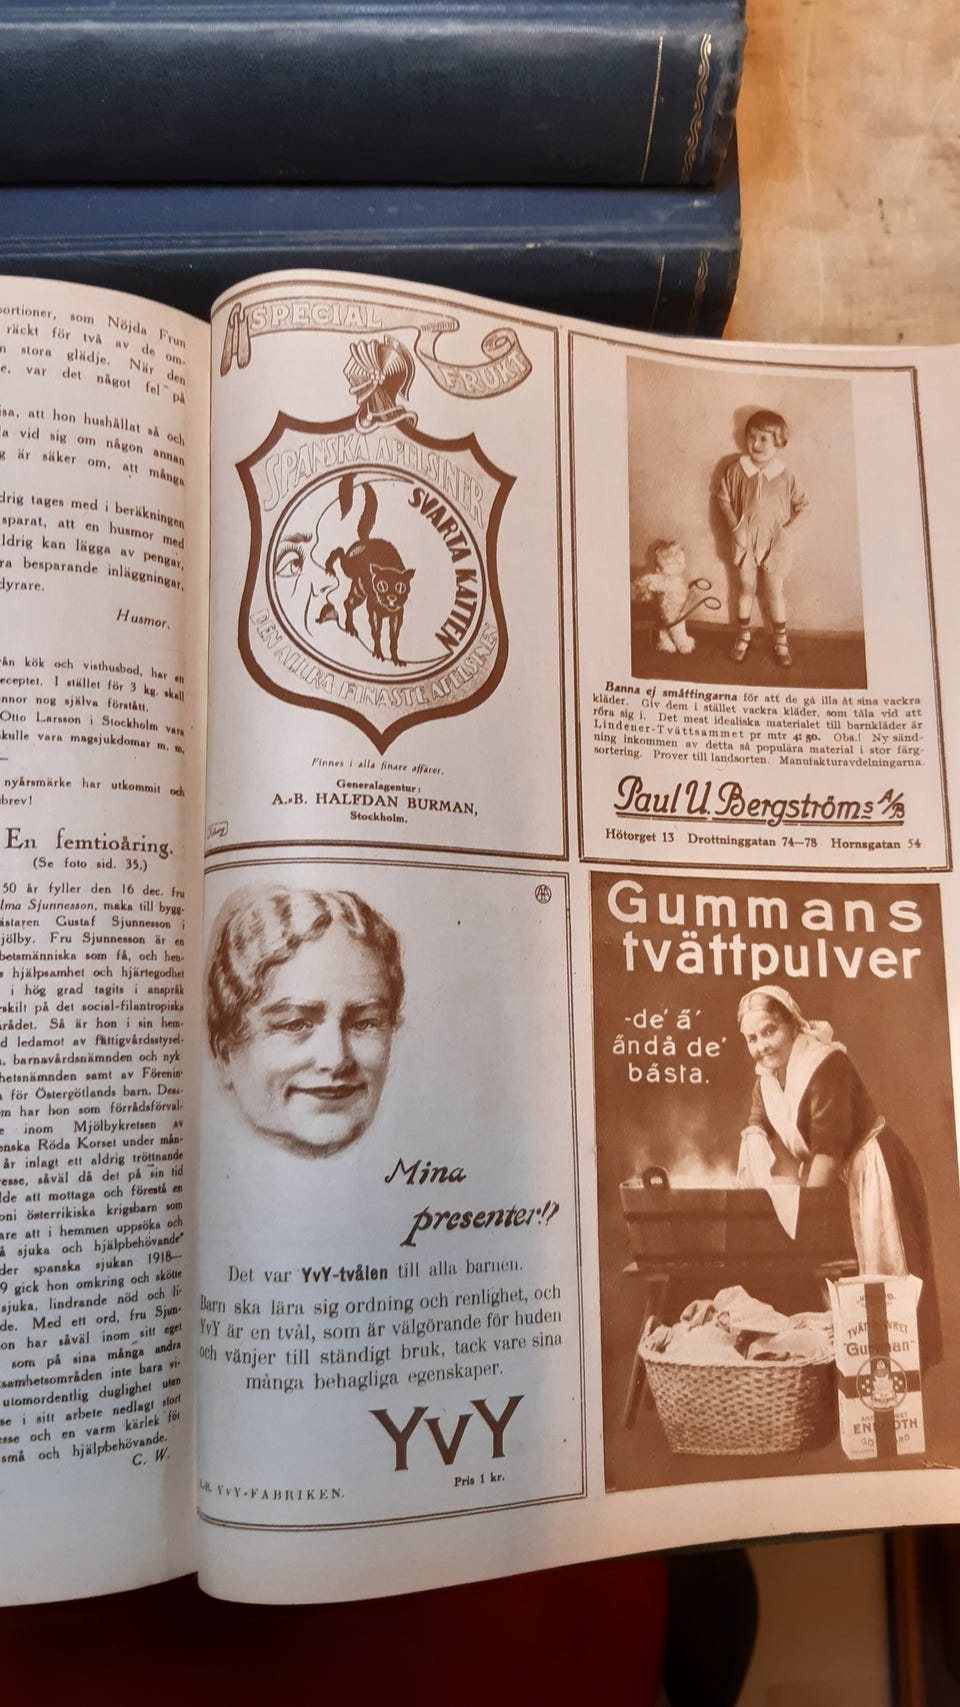 ortioner, som Nöjda Frun
räckt för två av de om-
n stora glädje. När den
e, var det något fel på
isa, att hon hushållat så och
la vid sig om någon annan
g är säker om, att många
drig tages med i beräkningen
sparat, att en husmor med
ldrig kan lägga av pengar,
ra besparande inläggningar,
dyrare.
Husmor.
ån kök och visthusbod, har ett
eceptet. I stället för 3 kg. skall
nnor nog själva förstått.
Otto Larsson i Stockholm vars
skulle vara magsjukdomar m. m.
nyårsmärke har utkommit och
brev!
En femtioåring.
(Se foto sid. 35.)
50 år fyller den 16 dec. fru
lma Sjunnesson, maka till bygg-
ästaren Gustaf Sjunnesson i
jölby. Fru Sjunnesson är en
betsmänniska som få, och hen-
s hjälpsamhet och hjärtegodhet
i hög grad tagits i anspråk
rskilt på det social-filantropiska
rådet. Så är hon i sin hem-
d ledamot av fattigvårdsstyrel-
, barnavårdsnämnden och nyk-
hetsnämnden samt av Förenin-
n för Östergötlands barn. Dess-
m har hon som förrådsförval-
e inom Mjölbykretsen av
enska Röda Korset under mån-
år inlagt ett aldrig tröttnande
resse, såväl då det på sin tid
lde att mottaga och förestå en
oni österrikiska krigsbarn som
are att i hemmen uppsöka och
å sjuka och hjälpbehövande
der spanska sjukan 1918—
9 gick hon omkring och skötte
sjuka, lindrande nöd och li-
de. Med ett ord, fru Sjun-
on har såväl inom sitt eget
som på sina många andra
samhetsområden inte bara vi-
utomordentlig duglighet utan
se i sitt arbete nedlagt stort
esse och en varm kärlek för
små och hjälpbehövande.
C. W.
SPECIAL
FRUKT
SPANSKA APELSINER
SVARTA KATTEN
DEN ALLRA FINASTE APELSINEN
Finnes i alla finare affärer.
Generalagentur:
A.-B. HALFDAN BURMAN,
Stockholm.
Banna ej småttingarna för att de gå illa åt sina vackra
kläder. Giv dem i stället vackra kläder, som tåla vid att
röra sig i. Det mest idealiska materialet till barnkläder är
Lindener-Tvättsammet pr mtr 4: 50. Obs.! Ny sänd-
ning inkommen av detta så populära material i stor färg-
sortering. Prover till landsorten. Manufakturavdelningarna.
Paul U. Bergströms A/B
Hötorget 13 Drottninggatan 74—78 Hornsgatan 54
Mina
presenter!?
Det var YvY-tvålen till alla barnen.
Barn ska lära sig ordning och renlighet, och
YvY är en tvål, som är välgörande för huden
och vänjer till ständigt bruk, tack vare sina
många behagliga egenskaper.
YvY
Pris 1 kr.
A.-B. YvY-FABRIKEN.
Gummans
tvättpulver
-de' ä'
ändå de'
bästa.
TVÄTTPULVRET
"Gumman"